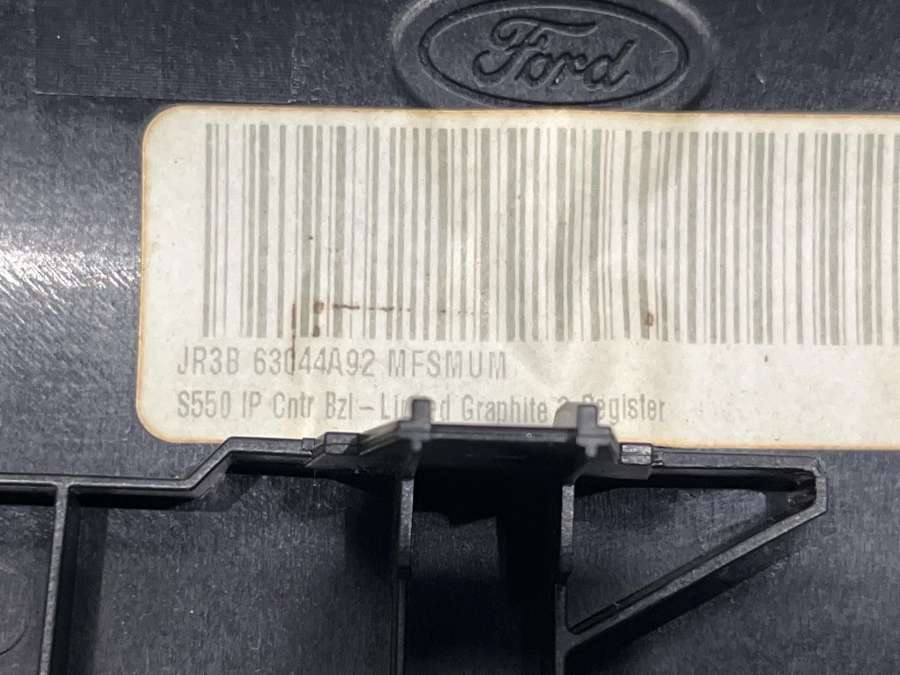 Ford
JR3B 63044A92 MFSMUM
S550 IP Cntr Bzl - Graphite Register